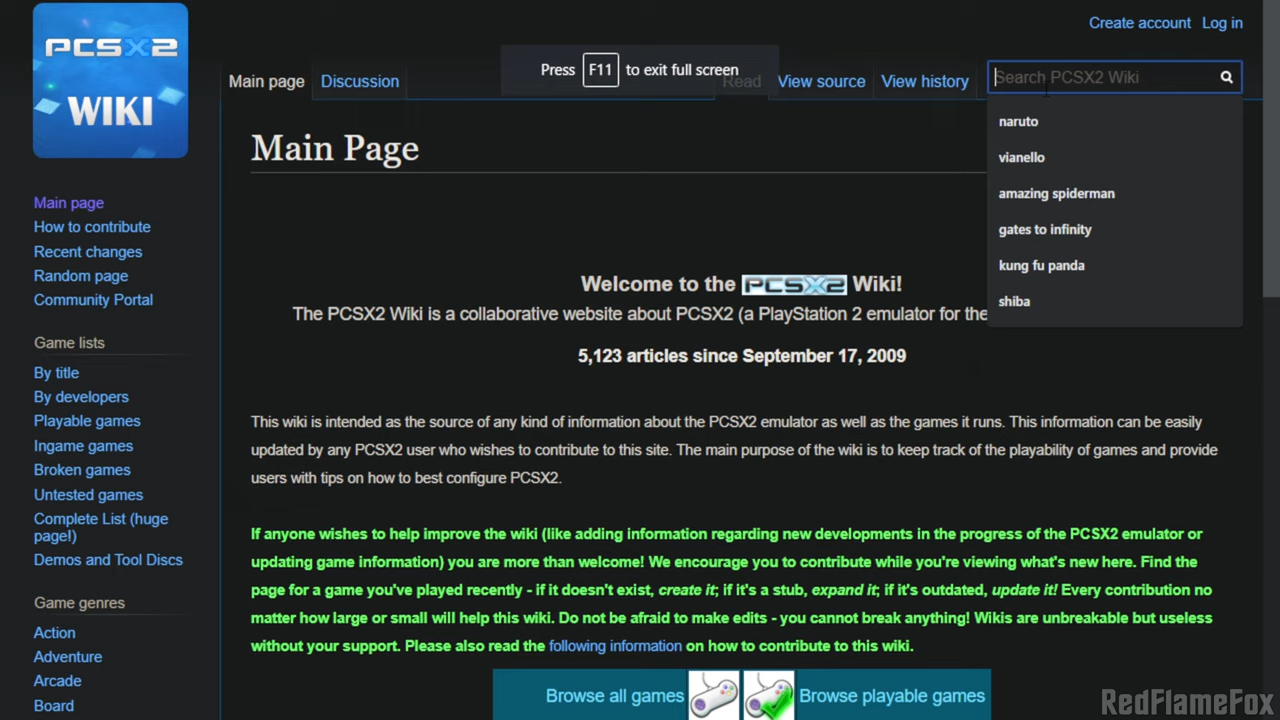 PCSX2
WIKI
Create account Log in
Main page Discussion Read View source View history
Search PCSX2 Wiki
Press F11 to exit full screen
naruto
vianello
amazing spiderman
gates to infinity
kung fu panda
shiba
Main page
How to contribute
Recent changes
Random page
Community Portal
Game lists
By title
By developers
Playable games
Ingame games
Broken games
Untested games
Complete List (huge
page!)
Demos and Tool Discs
Game genres
Action
Adventure
Arcade
Board
Main Page
Welcome to the PCSX2 Wiki!
The PCSX2 Wiki is a collaborative website about PCSX2 (a PlayStation 2 emulator for the
5,123 articles since September 17, 2009
This wiki is intended as the source of any kind of information about the PCSX2 emulator as well as the games it runs. This information can be easily
updated by any PCSX2 user who wishes to contribute to this site. The main purpose of the wiki is to keep track of the playability of games and provide
users with tips on how to best configure PCSX2.
If anyone wishes to help improve the wiki (like adding information regarding new developments in the progress of the PCSX2 emulator or
updating game information) you are more than welcome! We encourage you to contribute while you're viewing what's new here. Find the
page for a game you've played recently - if it doesn't exist, create it; if it's a stub, expand it; if it's outdated, update it! Every contribution no
matter how large or small will help this wiki. Do not be afraid to make edits - you cannot break anything! Wikis are unbreakable but useless
without your support. Please also read the following information on how to contribute to this wiki.
Browse all games Browse playable games
RedFlameFox